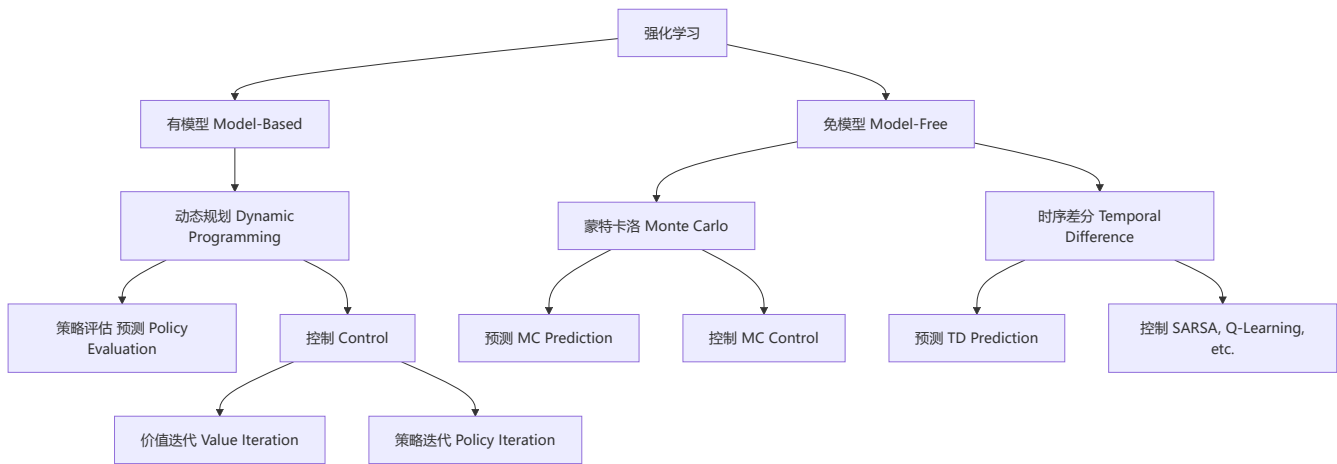 强化学习
有模型 Model-Based
免模型 Model-Free
动态规划 Dynamic
Programming
蒙特卡洛 Monte Carlo
时序差分 Temporal
Difference
策略评估 预测 Policy
Evaluation
控制 Control
预测 MC Prediction
控制 MC Control
预测 TD Prediction
控制 SARSA, Q-Learning,
etc.
价值迭代 Value Iteration
策略迭代 Policy Iteration